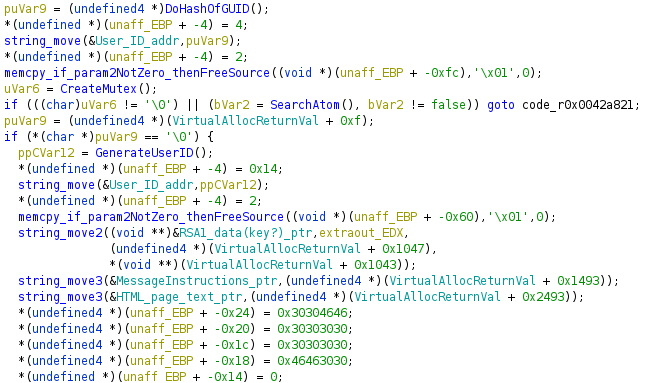 puVar9 = (undefined4 *)DoHashOfGUID();
*(undefined *)(unaff_EBP + -4) = 4;
string_move(&User_ID_addr,puVar9);
*(undefined *)(unaff_EBP + -4) = 2;
memcpy_if_param2NotZero_thenFreeSource((void *)(unaff_EBP + -0xfc),'\x01',0);
uVar6 = CreateMutex();
if (((char)uVar6 != '\0') || (bVar2 = SearchAtom(), bVar2 != false)) goto code_r0x0042a821;
puVar9 = (undefined4 *)(VirtualAllocReturnVal + 0xf);
if (*(char *)puVar9 == '\0') {
  ppCVar12 = GenerateUserID();
  *(undefined *)(unaff_EBP + -4) = 0x14;
  string_move(&User_ID_addr,ppCVar12);
  *(undefined *)(unaff_EBP + -4) = 2;
  memcpy_if_param2NotZero_thenFreeSource((void *)(unaff_EBP + -0x60),'\x01',0);
  string_move2((void **)&RSA1_data(key?)_ptr,extraout_EDX,
               (undefined4 *)(VirtualAllocReturnVal + 0x1047),
               *(void **)(VirtualAllocReturnVal + 0x1043));
  string_move3(&MessageInstructions_ptr,(undefined4 *)(VirtualAllocReturnVal + 0x1493));
  string_move3(&HTML_page_text_ptr,(undefined4 *)(VirtualAllocReturnVal + 0x2493));
  *(undefined4 *)(unaff_EBP + -0x24) = 0x30304646;
  *(undefined4 *)(unaff_EBP + -0x20) = 0x30303030;
  *(undefined4 *)(unaff_EBP + -0x1c) = 0x30303030;
  *(undefined4 *)(unaff_EBP + -0x18) = 0x46463030;
  *(undefined *)(unaff_EBP + -0x14) = 0;